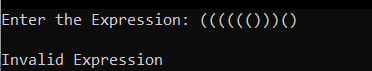 Enter the Expression: (((((()))()
Invalid Expression